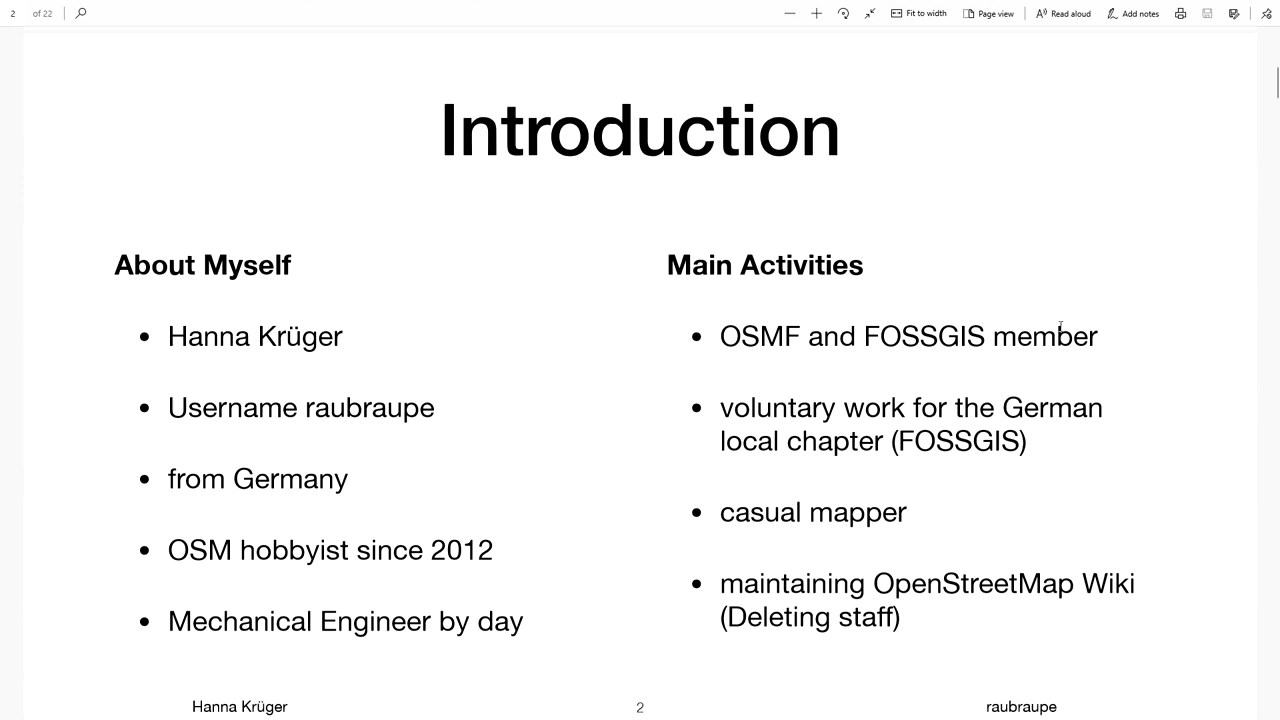 2 of 22 Fit to width Page view Read aloud Add notes
Introduction
About Myself
• Hanna Krüger
• Username raubraupe
• from Germany
• OSM hobbyist since 2012
• Mechanical Engineer by day
Main Activities
• OSMF and FOSSGIS member
• voluntary work for the German
local chapter (FOSSGIS)
• casual mapper
• maintaining OpenStreetMap Wiki
(Deleting staff)
Hanna Krüger 2 raubraupe